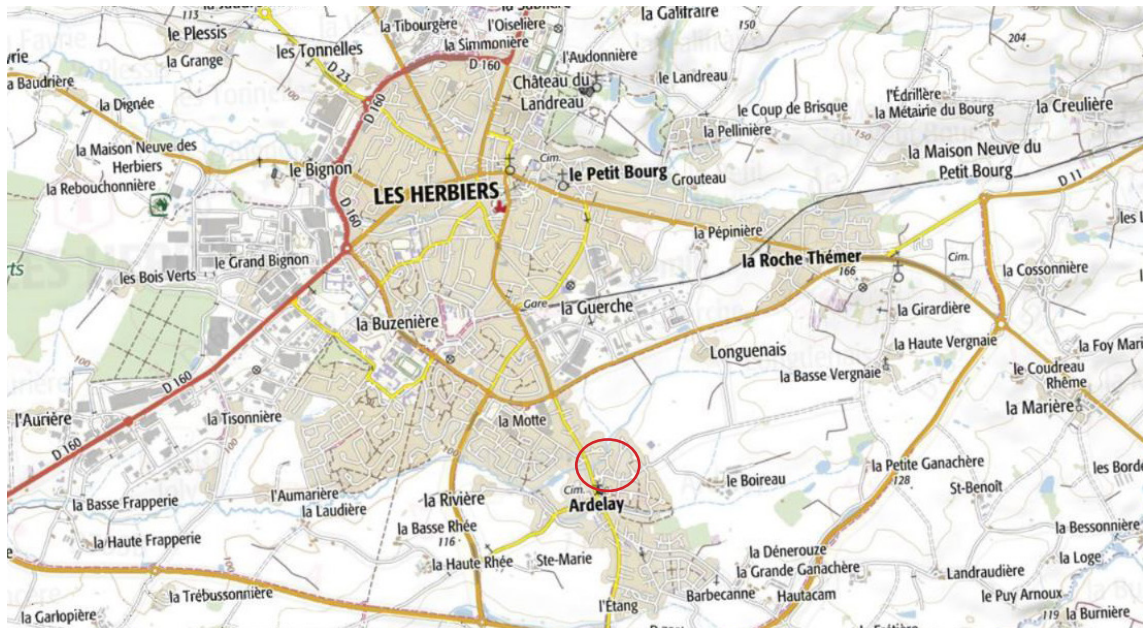 113
le Plessis
la Grange
la Tibourgère
l'Oiselière
la Simmonière
D 160
les Tonnelles
D 23
D 160
l'Audonnière
Château du
Landreau
150
204
le Landreau
la Baudrière
100
la Dignée
le Coup de Brisque
l'Édrillère
la Métairie du Bourg
150
la Creulière
la Pellinière
la Maison Neuve des
Herbiers
la Rebouchonnière
le Bignon
D 160
LES HERBIERS
Cim.
le Petit Bourg
Grouteau
la Maison Neuve du
Petit Bourg
D 11
la Pépinière
la Roche Thémer
166
Cim.
les Bois Verts
le Grand Bignon
la Cossonnière
Gare
la Guerche
la Girardière
la Buzenière
Longuenais
la Haute Vergnaie
la Basse Vergnaie
la Foy Mari
le Coudreau
Rhême
la Marière
100
D 160
l'Aurière
la Tisonnière
100
D 160
la Motte
100
la Basse Frapperie
l'Aumarière
la Laudière
la Rivière
Cim.
Ardelay
le Boireau
la Petite Ganachère
128
St-Benoît
les Bord
la Haute Frapperie
la Basse Rhée
116
la Haute Rhée
Ste-Marie
la Bessonnière
la Dénerouze
la Grande Ganachère
la Loge
Landraudière
la Trébussonnière
100
l'Étang
Barbecanne
Hautacam
le Puy Arnoux
119
la Burnière
la Garlopière